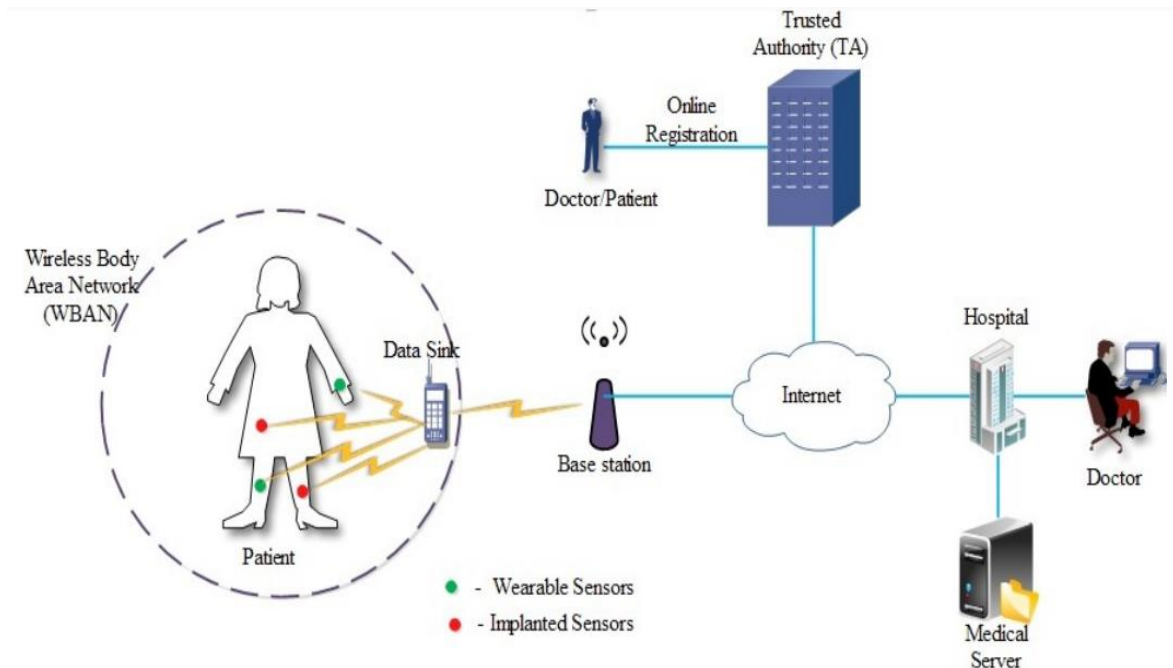 Trusted
Authority (TA)
Online
Registration
Doctor/Patient
Wireless Body
Area Network
(WBAN)
Data Sink
Hospital
Internet
Base station
Doctor
Patient
- Wearable Sensors
- Implanted Sensors
Medical
Server